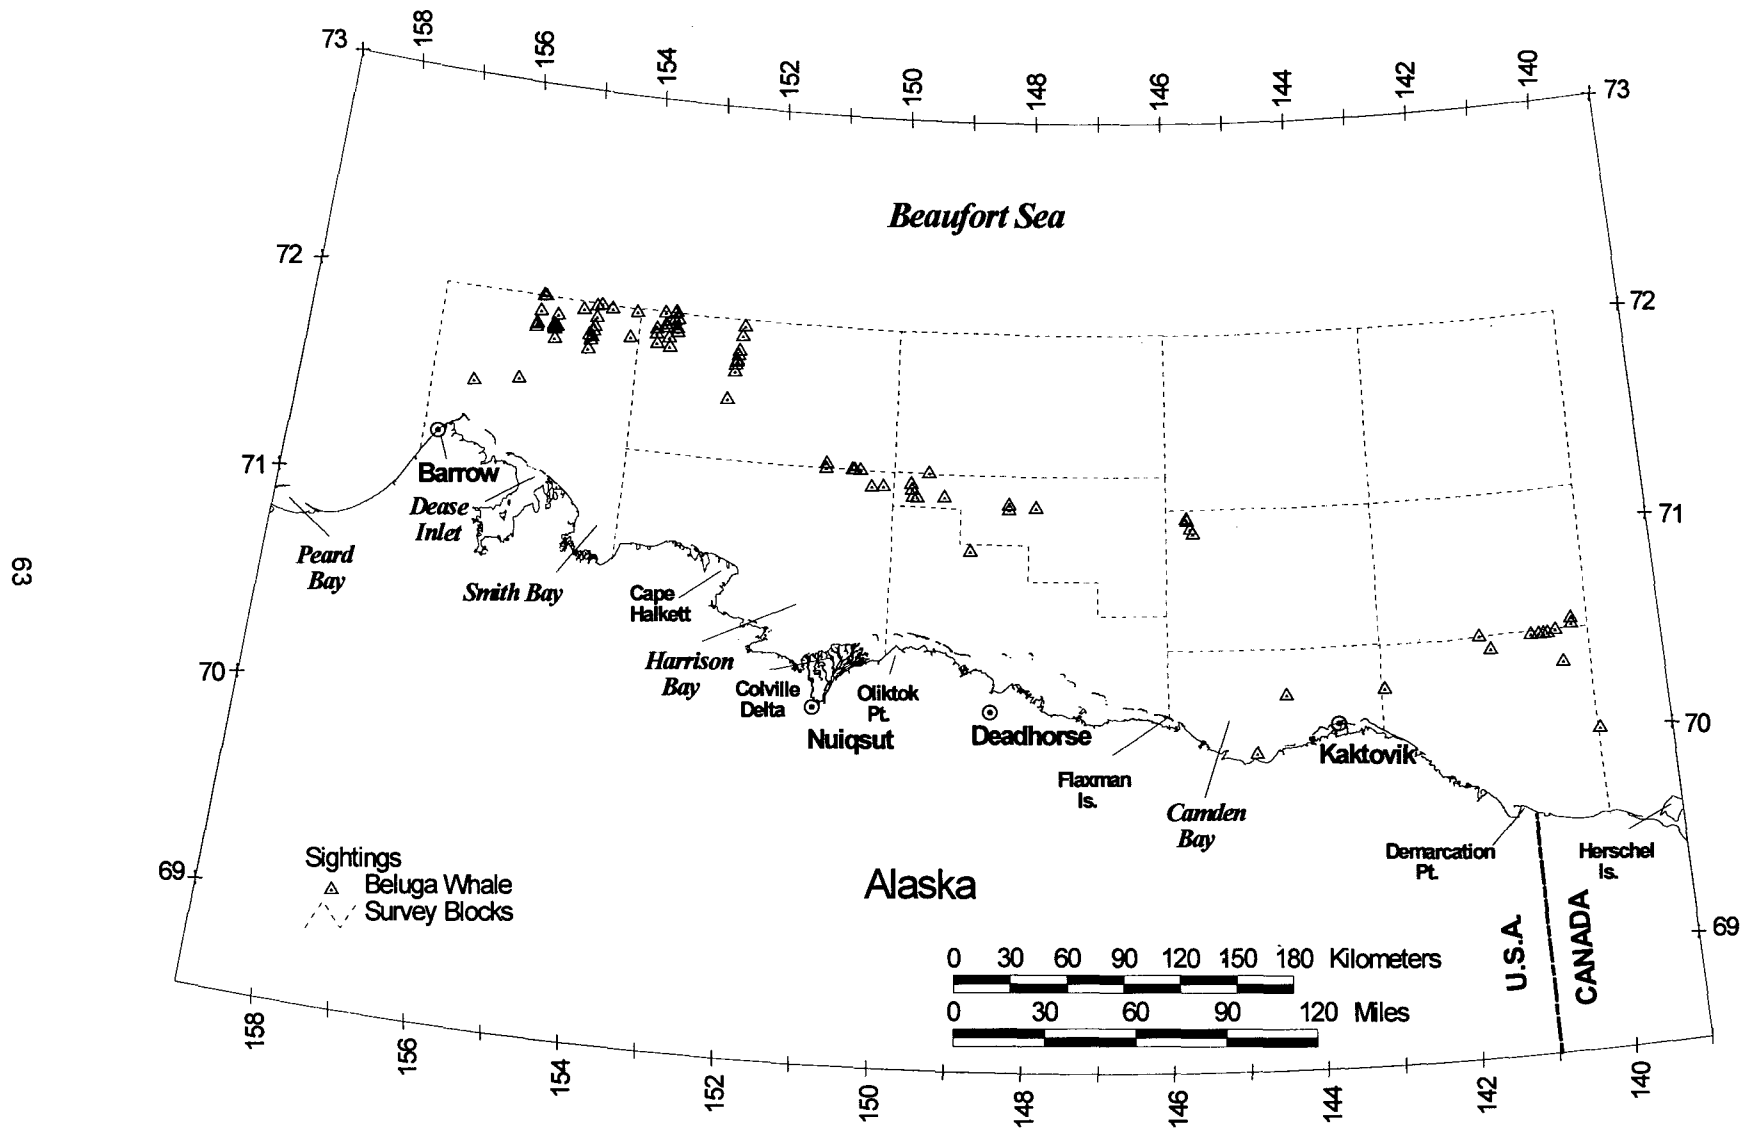 73
158
156
154
152
150
148
146
144
142
140
73
Beaufort Sea
72
72
71
71
Barrow
Dease
Inlet
Peard
Bay
63
Smith Bay
Cape
Halkett
Harrison
Bay
Colville
Delta
Oliktok
Pt.
Nuiqsut
Deadhorse
Flaxman
Is.
Camden
Bay
Kaktovik
70
70
Demarcation
Pt.
Herschel
Is.
69
69
Sightings
Beluga Whale
Survey Blocks
Alaska
U.S.A.
CANADA
0 30 60 90 120 150 180 Kilometers
0 30 60 90 120 Miles
158
156
154
152
150
148
146
144
142
140